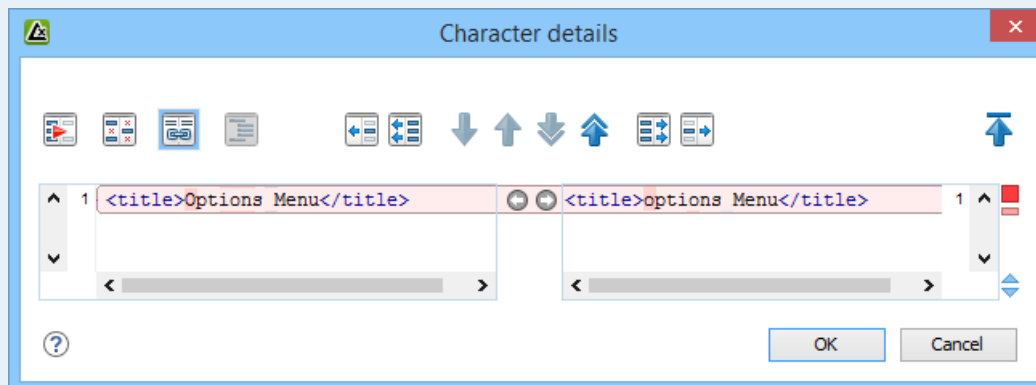 Character details
1 <title>Options Menu</title> <title>options Menu</title> 1
OK Cancel